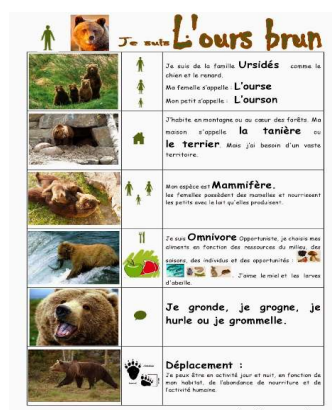 Je suis L'ours brun
Je suis de la famille Ursidés comme le
chien et le renard.
Ma femelle s'appelle : L'ourse
Mon petit s'appelle : L'ourson
J'habite en montagne ou au cœur des forêts. Ma
maison s'appelle la tanière ou
le terrier. Mais j'ai besoin d'un vaste
territoire.
Mon espèce est Mammifère.
les femelles possèdent des mamelles et nourrissent
les petits avec le lait qu'elles produisent.
Je suis Omnivore Opportuniste, je choisis mes
aliments en fonction des ressources du milieu, des
saisons, des individus et des opportunités :
J'aime le miel et les larves
d'abeille.
Je gronde, je grogne, je
hurle ou je grommelle.
Déplacement :
Je peux être en activité jour et nuit, en fonction de
mon habitat, de l'abondance de nourriture et de
l'activité humaine.